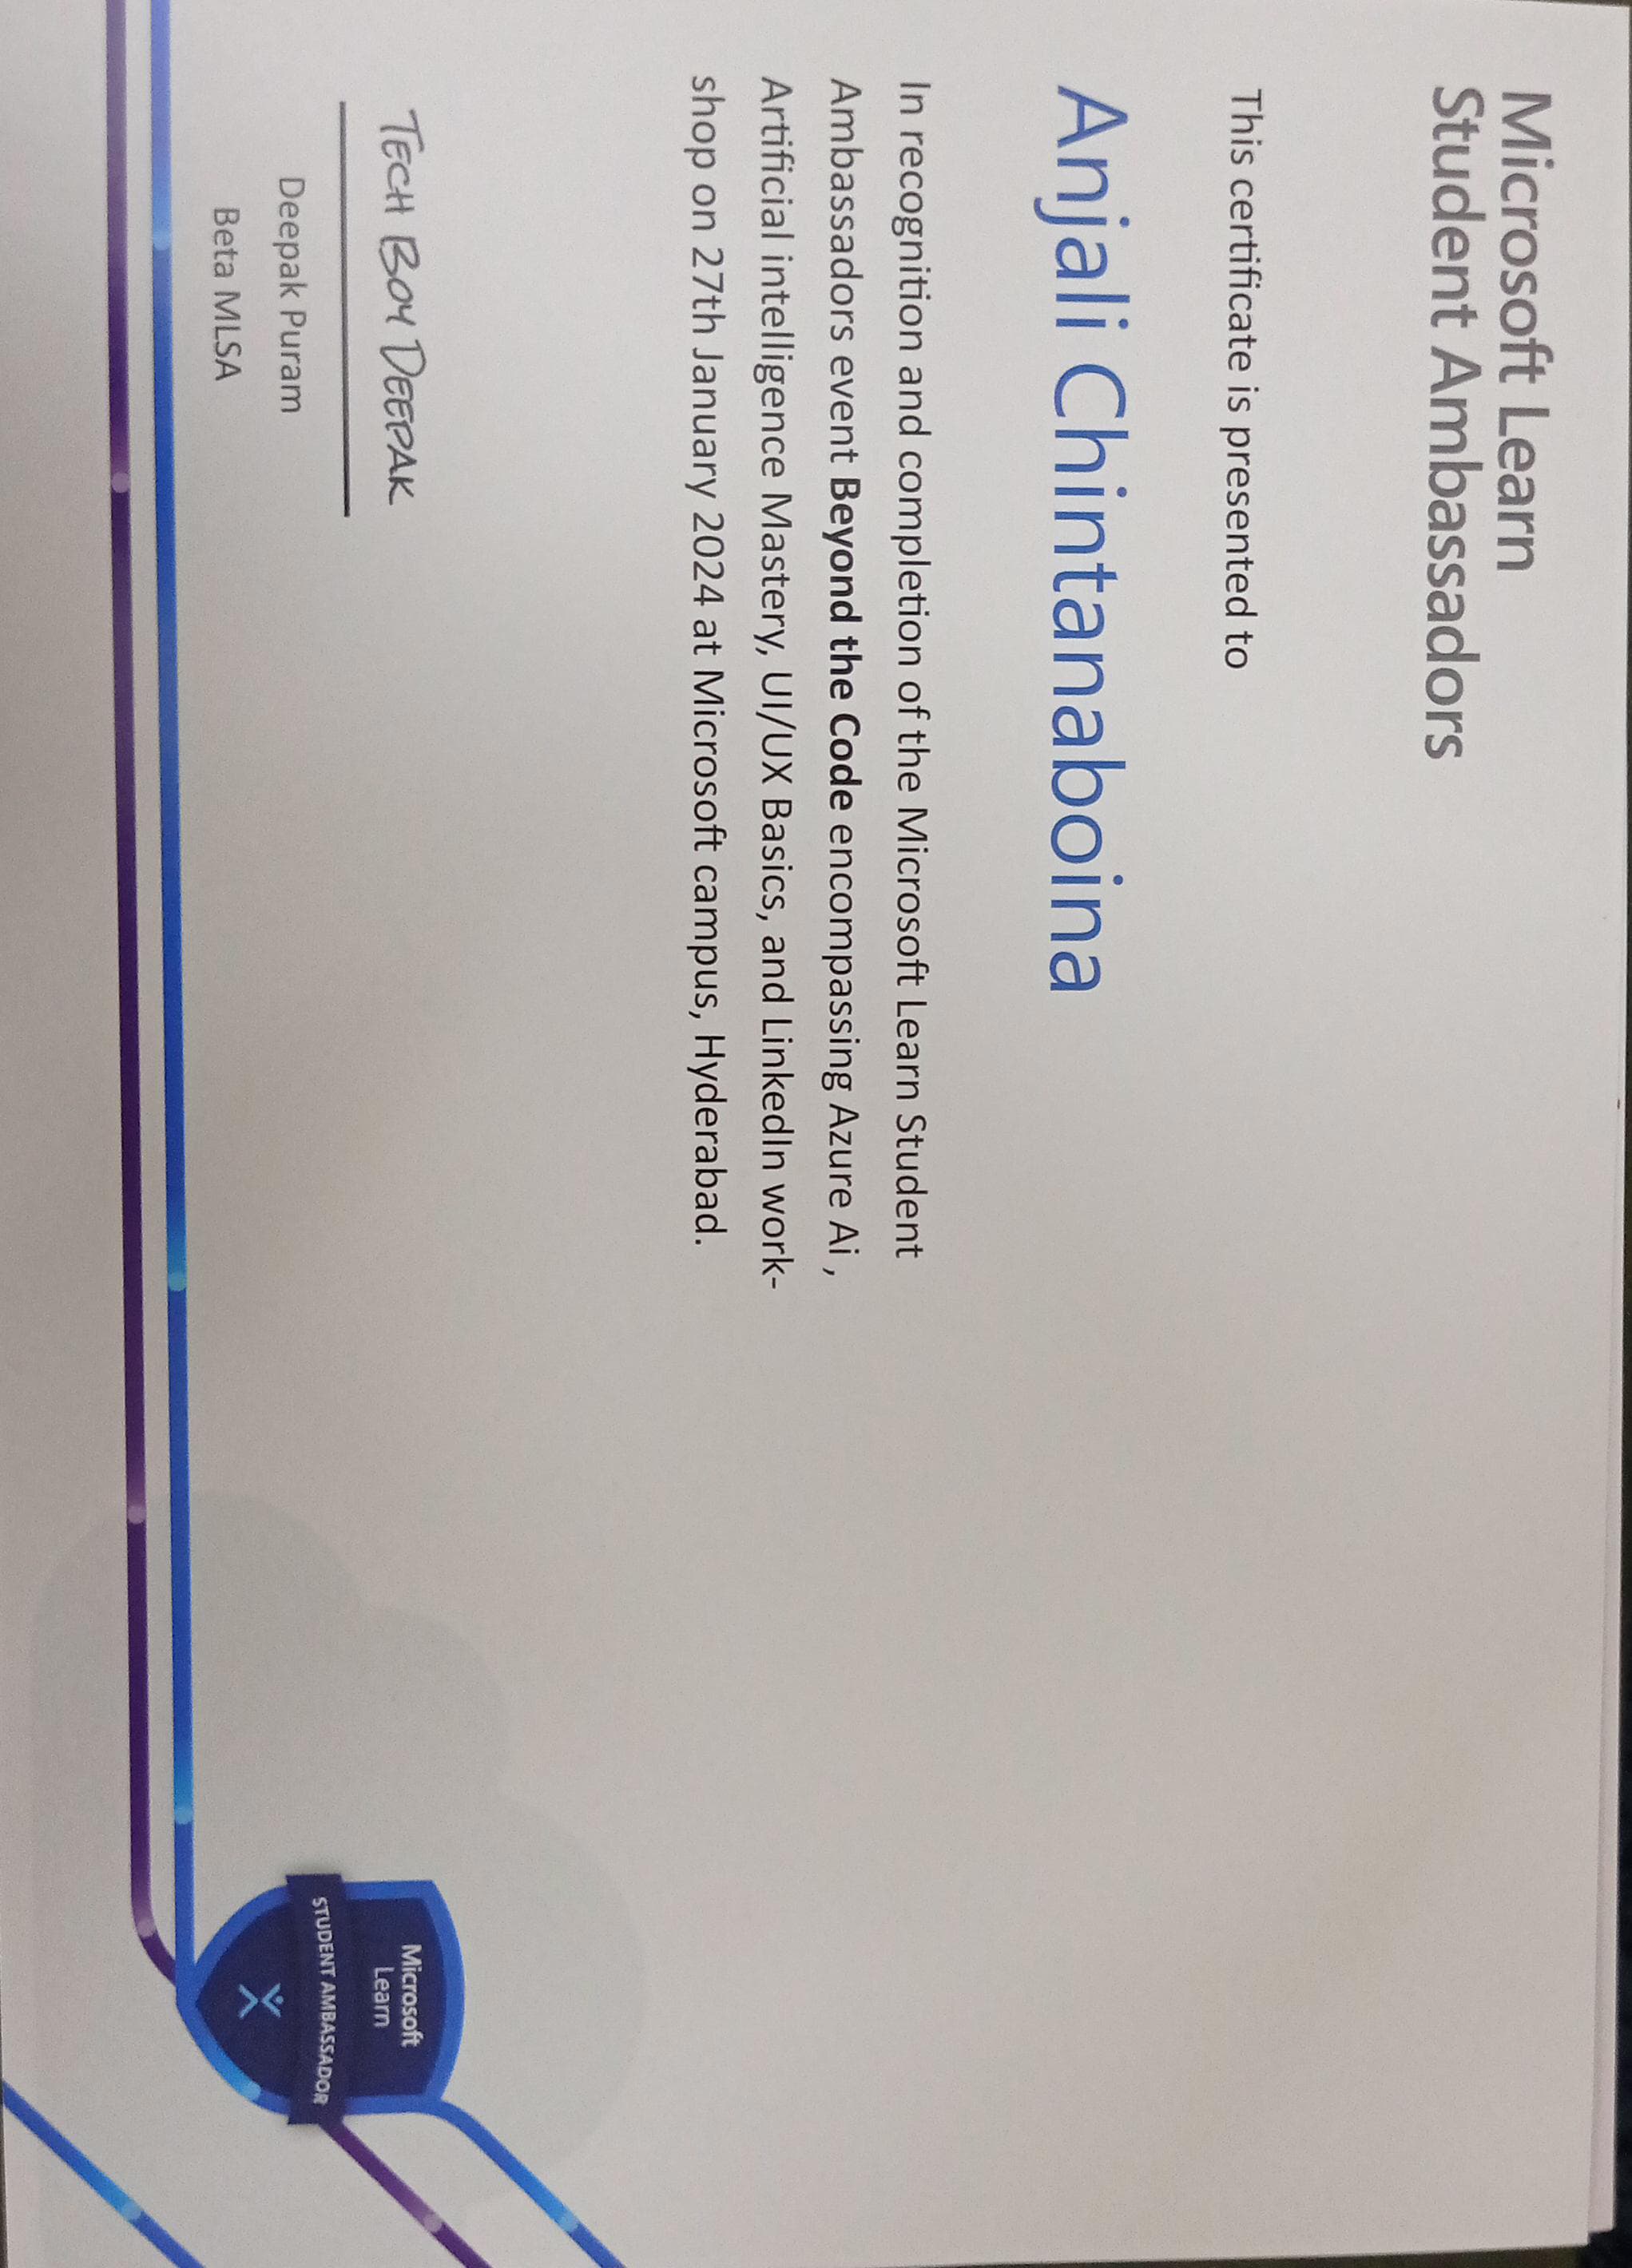 Microsoft Learn
Student Ambassadors
This certificate is presented to
Anjali Chintanaboina
In recognition and completion of the Microsoft Learn Student
Ambassadors event Beyond the Code encompassing Azure Ai ,
Artificial intelligence Mastery, UI/UX Basics, and LinkedIn work-
shop on 27th January 2024 at Microsoft campus, Hyderabad.
TECH BOY DEEPAK
Deepak Puram
Beta MLSA
Microsoft
Learn
STUDENT AMBASSADOR